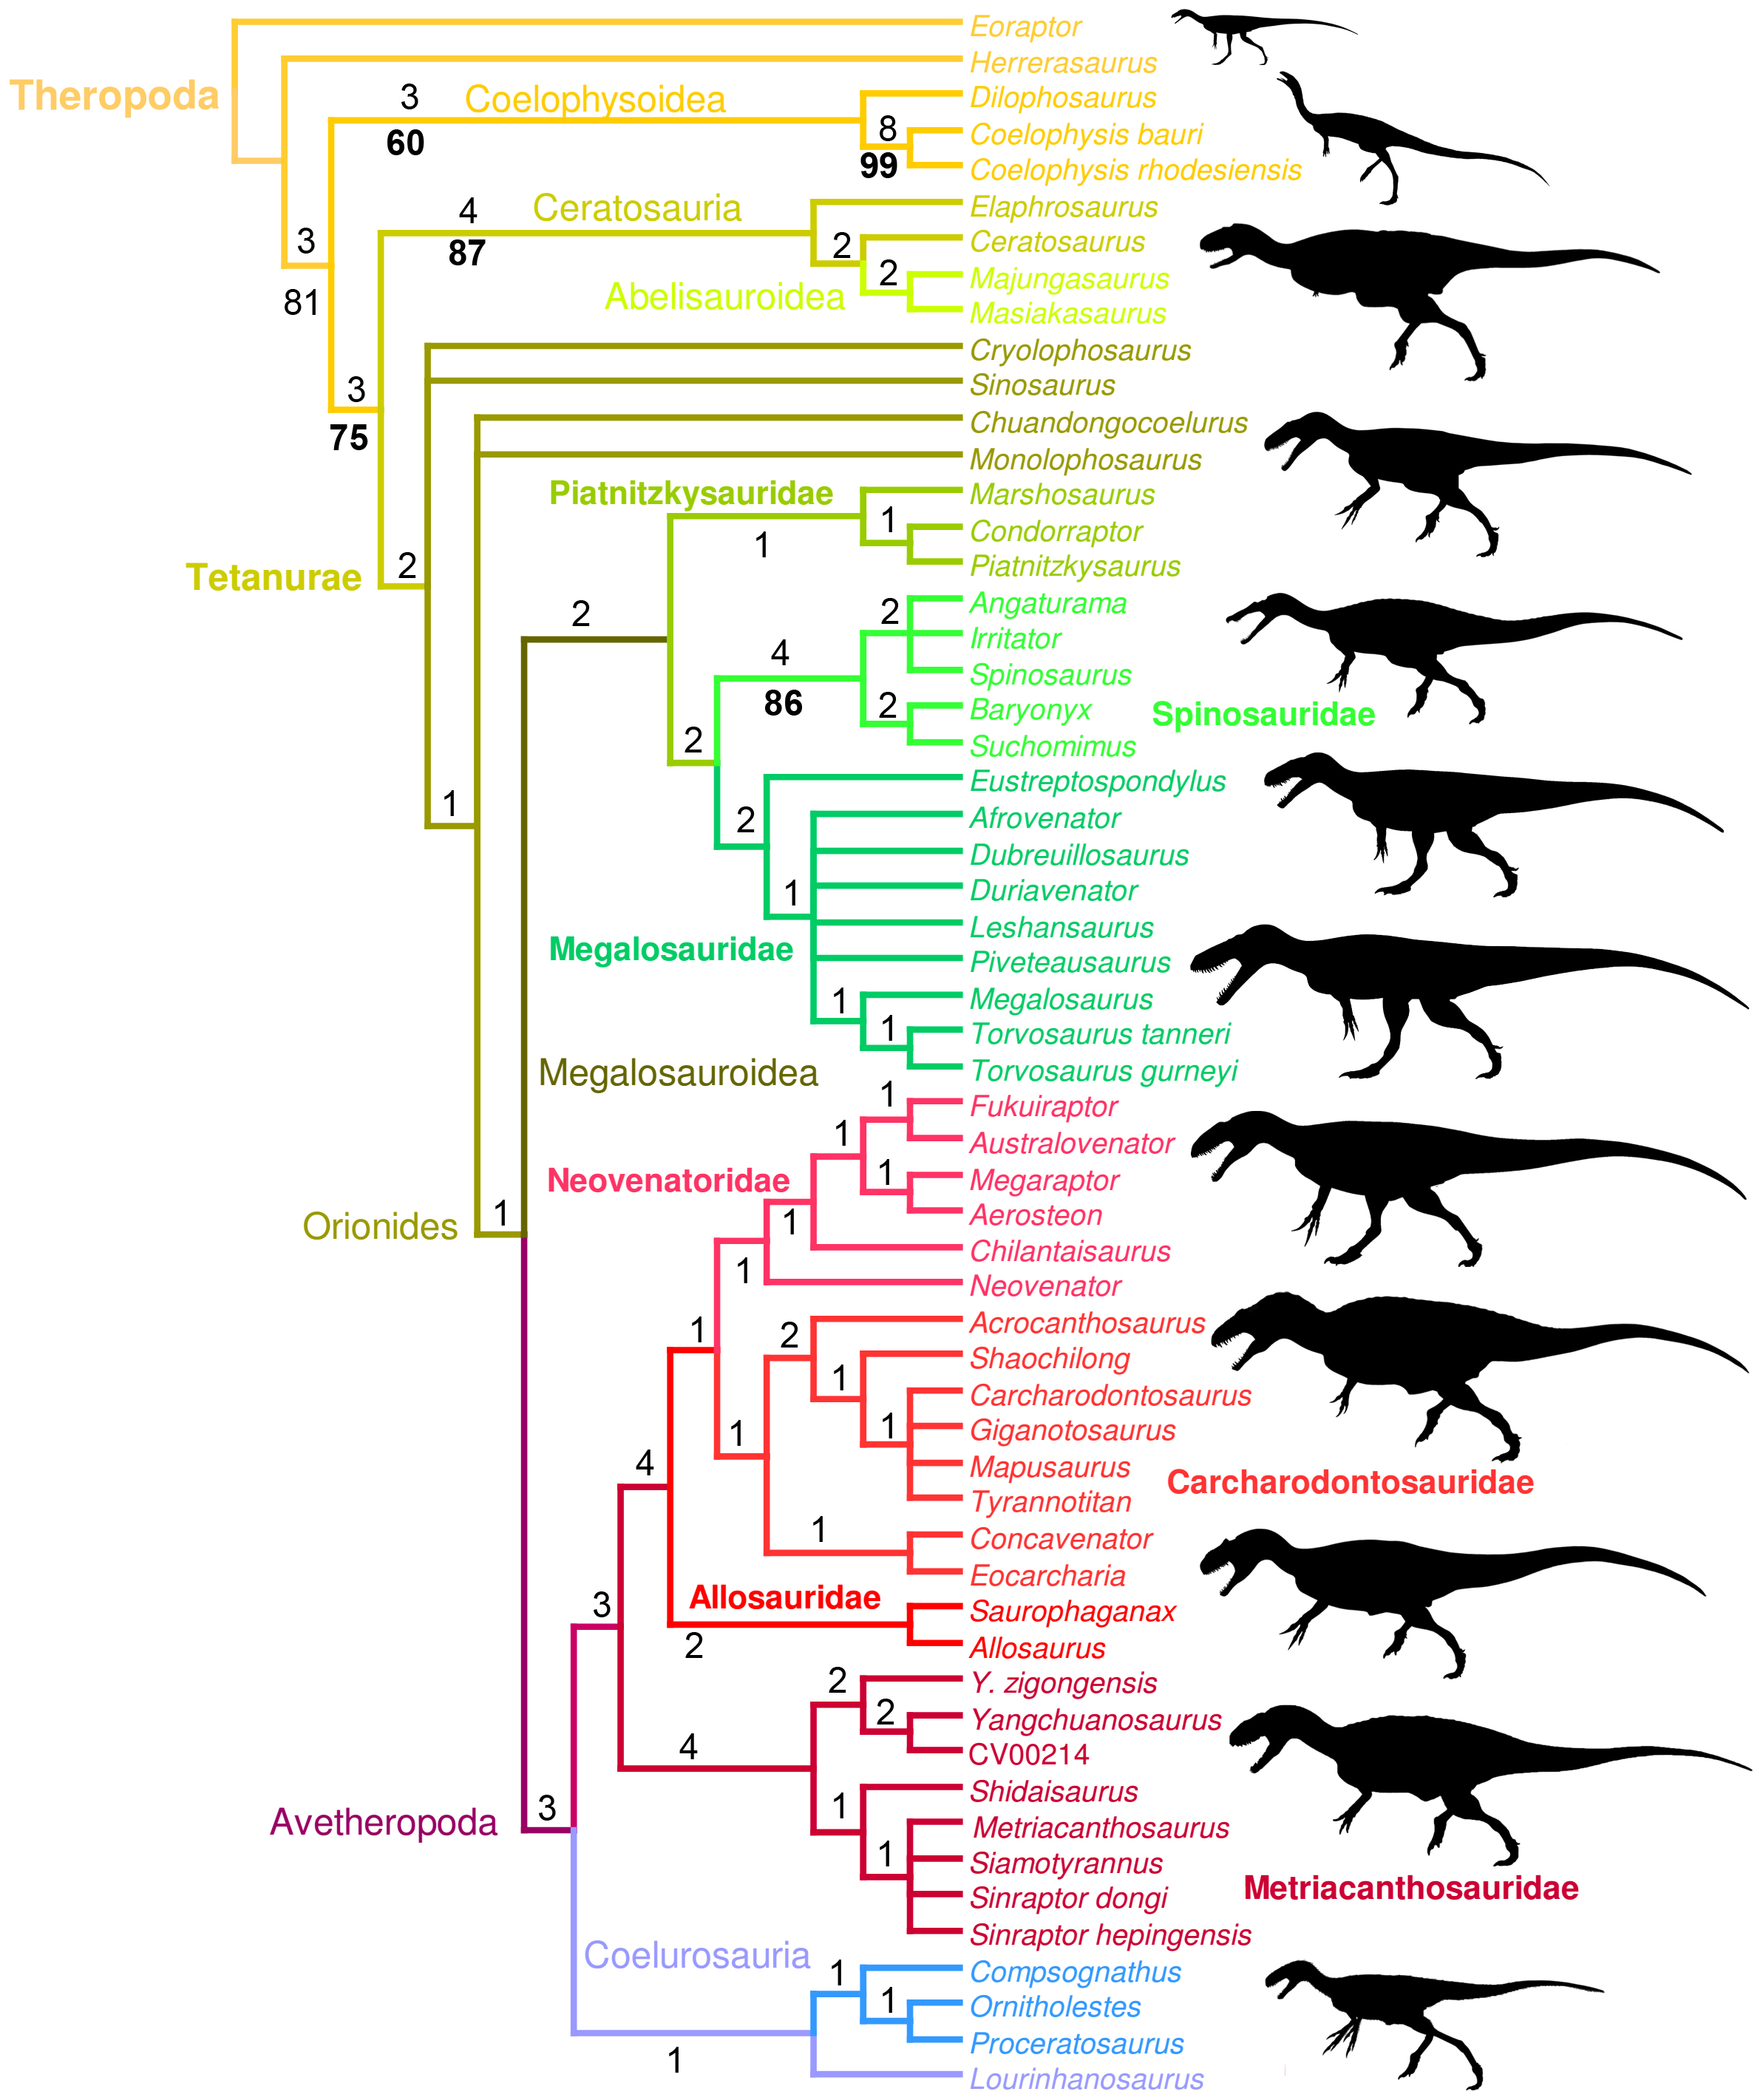 Eoraptor
Herrerasaurus
Theropoda
3
Coelophysoidea
Dilophosaurus
60
8
Coelophysis bauri
99
Coelophysis rhodesiensis
4
Ceratosauria
Elaphrosaurus
3
87
2
Ceratosaurus
2
Majungasaurus
81
Abelisauroidea
Masiakasaurus
Cryolophosaurus
3
Sinosaurus
75
Chuandongocoelurus
Monolophosaurus
Piatnitzkysauridae
Marshosaurus
1
1
Condorraptor
Tetanurae
2
Piatnitzkysaurus
2
2
Angaturama
4
Irritator
86
Spinosaurus
2
Baryonyx
Spinosauridae
2
Suchomimus
Eustreptospondylus
1
2
Afrovenator
Dubreuillosaurus
1
Duriavenator
Leshansaurus
Megalosauridae
Piveteausaurus
1
Megalosaurus
1
Torvosaurus tanneri
Megalosauroidea
Torvosaurus gurneyi
1
Fukuiraptor
1
Australovenator
Neovenatoridae
1
Megaraptor
Orionides
1
1
Aerosteon
Chilantaisaurus
1
Neovenator
1
2
Acrocanthosaurus
1
Shaochilong
Carcharodontosaurus
1
1
Giganotosaurus
4
Mapusaurus
Carcharodontosauridae
Tyrannotitan
1
Concavenator
Eocarcharia
3
Allosauridae
Saurophaganax
2
Allosaurus
2
Y. zigongensis
2
Yangchuanosaurus
4
CV00214
Avetheropoda
3
1
Shidaisaurus
Metriacanthosaurus
1
Siamotyrannus
Sinraptor dongi
Metriacanthosauridae
Sinraptor hepingensis
Coelurosauria
1
Compsognathus
1
Ornitholestes
1
Proceratosaurus
Lourinhanosaurus